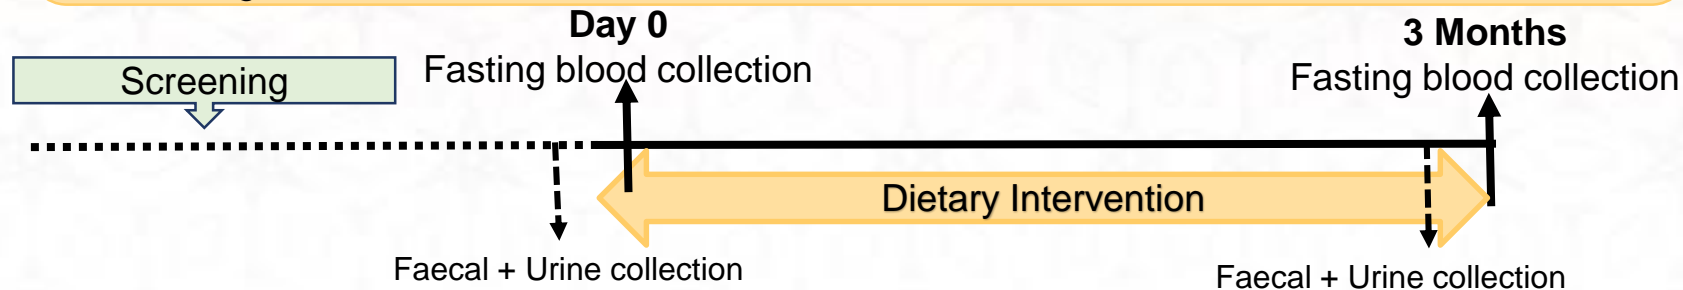 Day 0
Fasting blood collection
3 Months
Fasting blood collection
Screening
Dietary Intervention
Faecal + Urine collection
Faecal + Urine collection